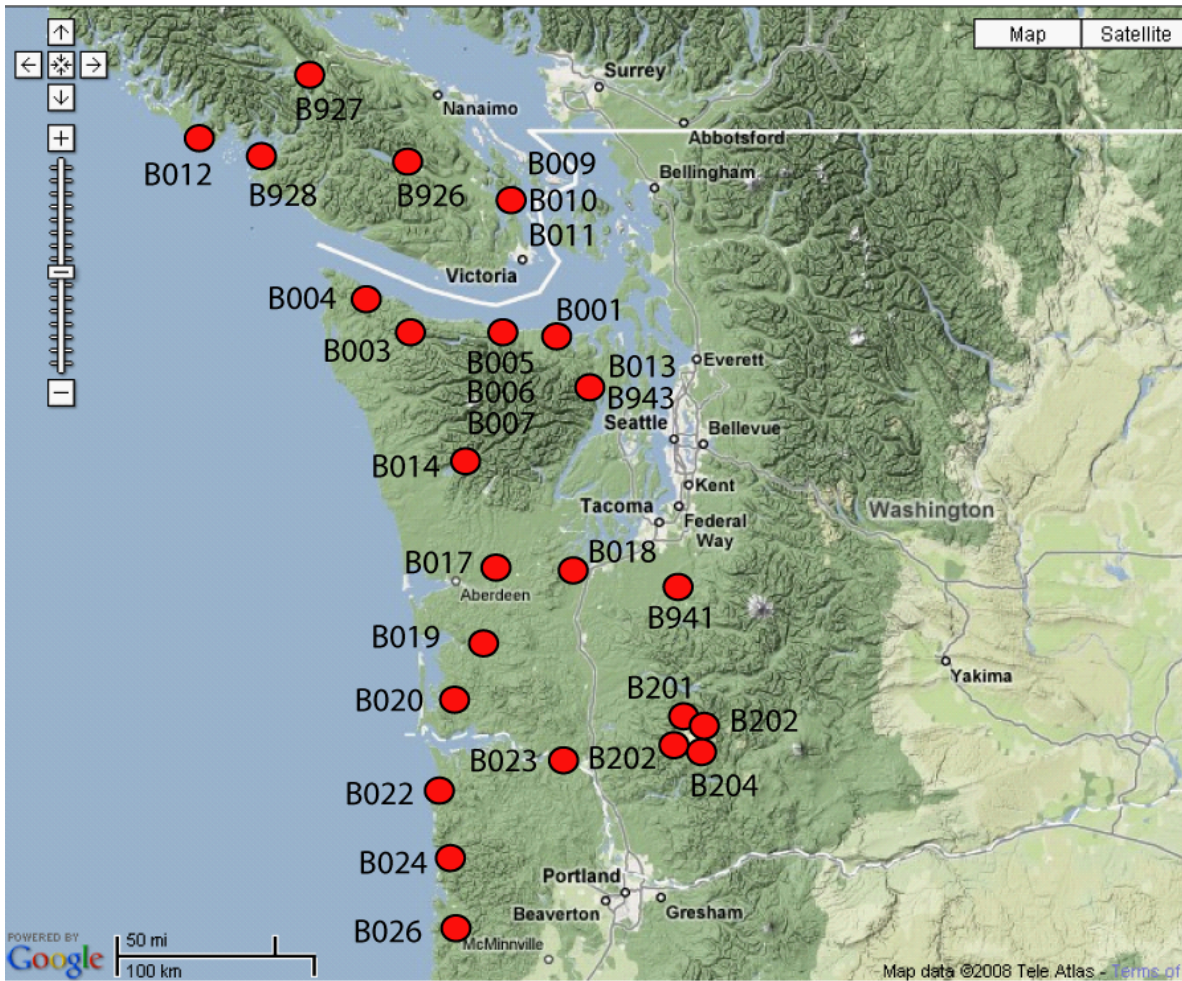 Map
Satellite
Surrey
Nanaimo
B927
Abbotsford
B012
B928
B926
B009
Bellingham
B010
B011
Victoria
B004
B001
B003
B005
Everett
B013
B006
B943
B007
Seattle
Bellevue
B014
Kent
Tacoma
Federal
Way
Washington
B017
B018
Aberdeen
B941
B019
Yakima
B201
B020
B202
B023
B202
B204
B022
B024
Portland
Beaverton
Gresham
B026
McMinnville
POWERED BY
Google
50 mi
100 km
Map data ©2008 Tele Atlas - Terms of